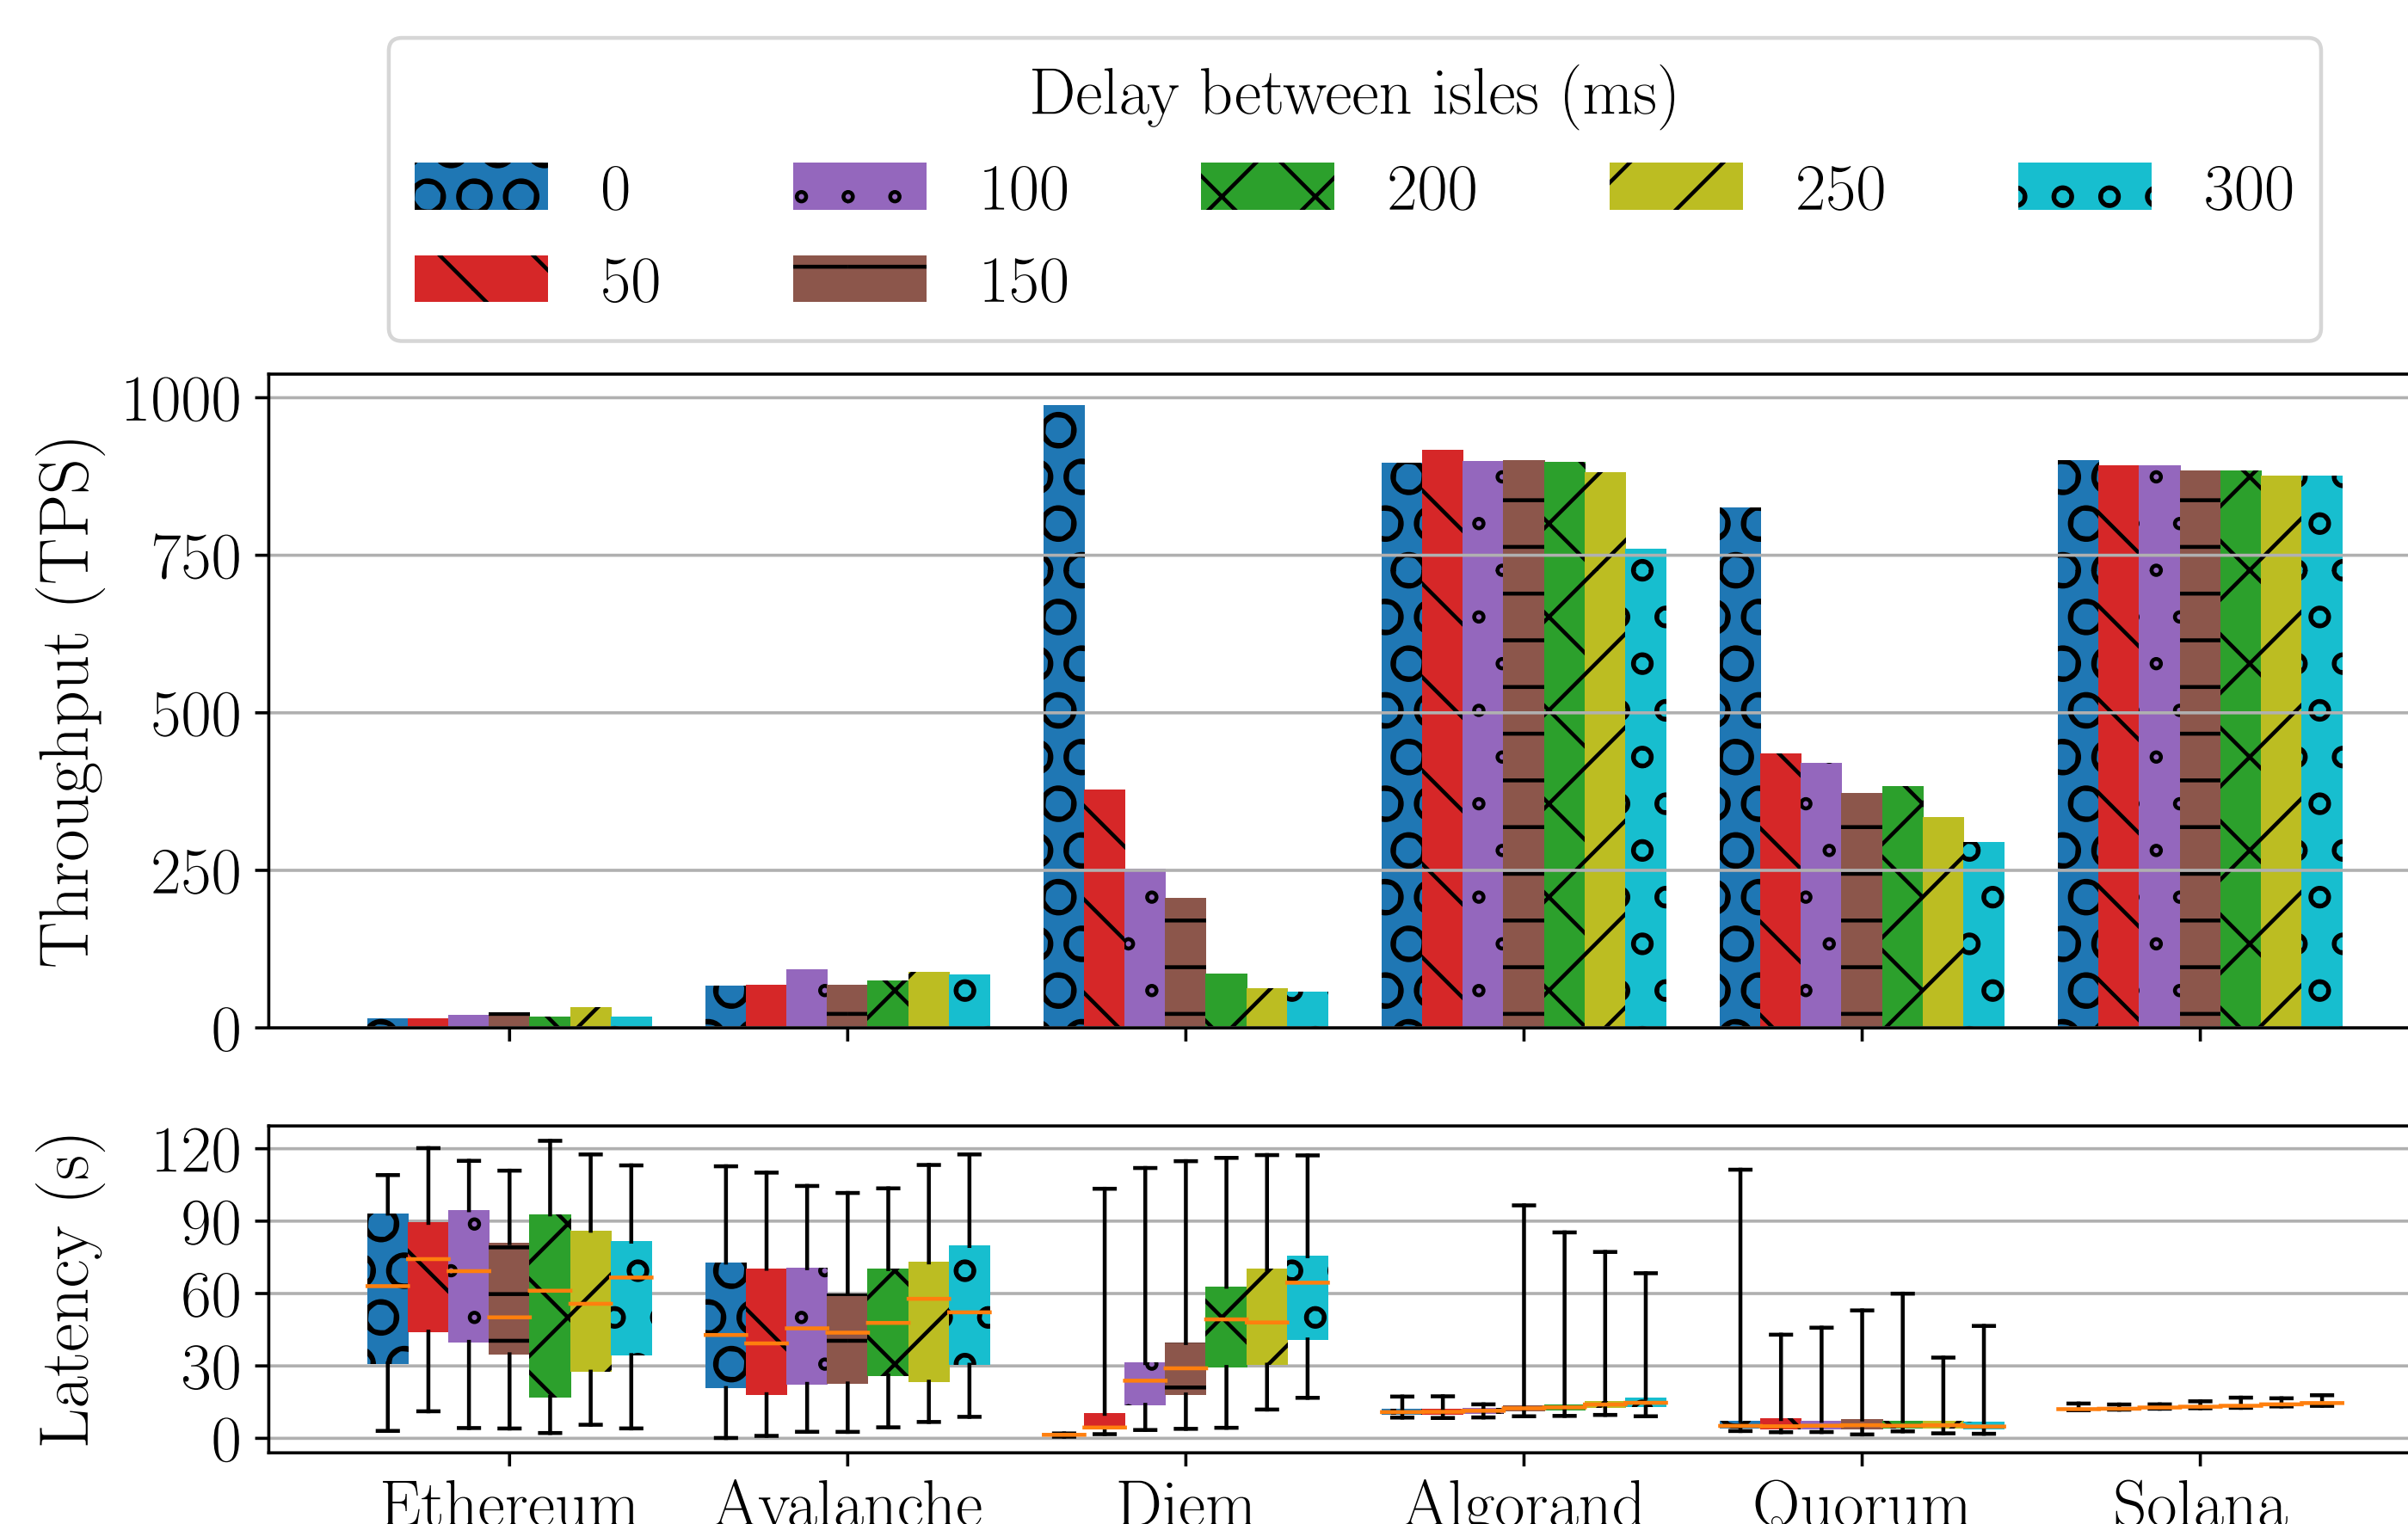 Delay between isles (ms)
0 100 200 250 300
50 150
Throughput (TPS)
1000
750
500
250
0
Latency (s)
120
90
60
30
0
Ethereum Avalanche Diem Algorand Quorum Solana